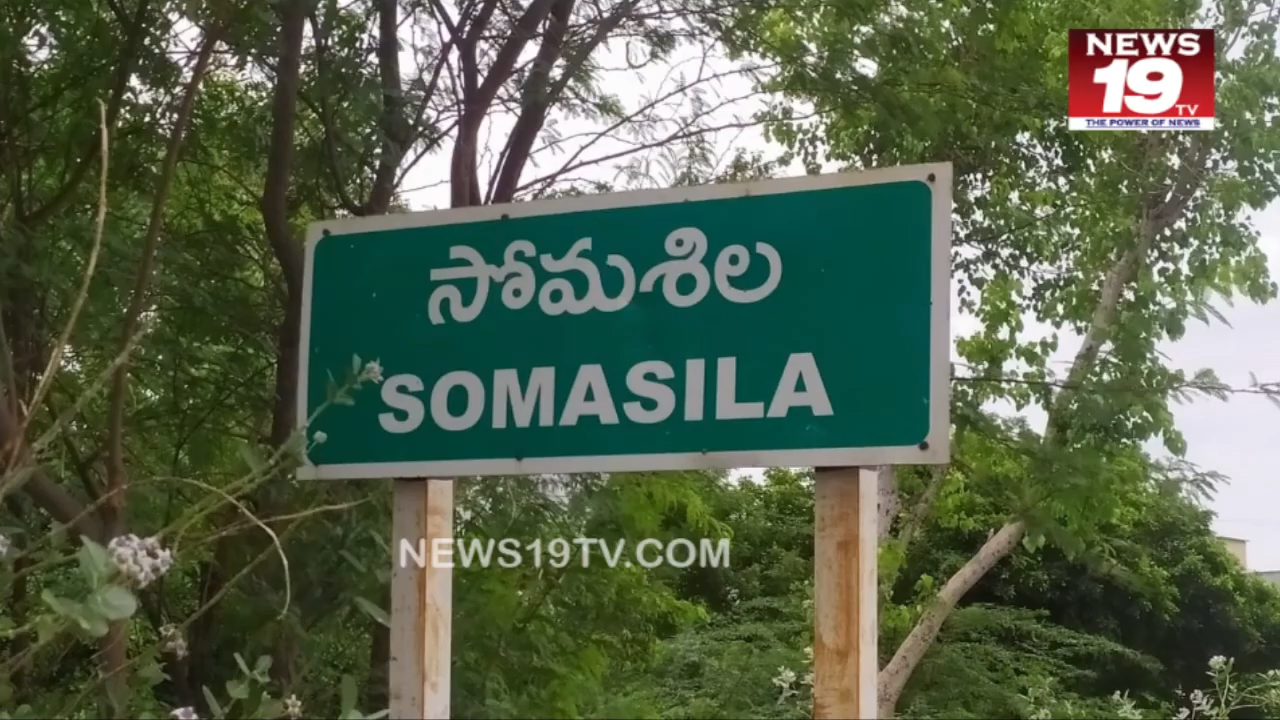 NEWS
19
TV
THE POWER OF NEWS
సోమశిల
SOMASILA
NEWS19TV.COM